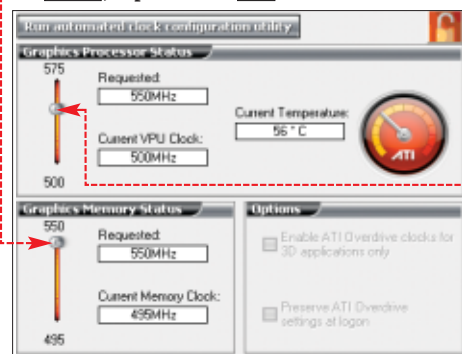 Run automated clock configuration utility
Graphics Processor Status
575
Requested:
550MHz
Current Temperature:
56 ° C
Current VPU Clock:
500MHz
ATI
500
Graphics Memory Status
550
Requested:
550MHz
Current Memory Clock:
495MHz
495
Options
Enable ATI Overdrive clocks for
3D applications only
Preserve ATI Overdrive
settings at logon